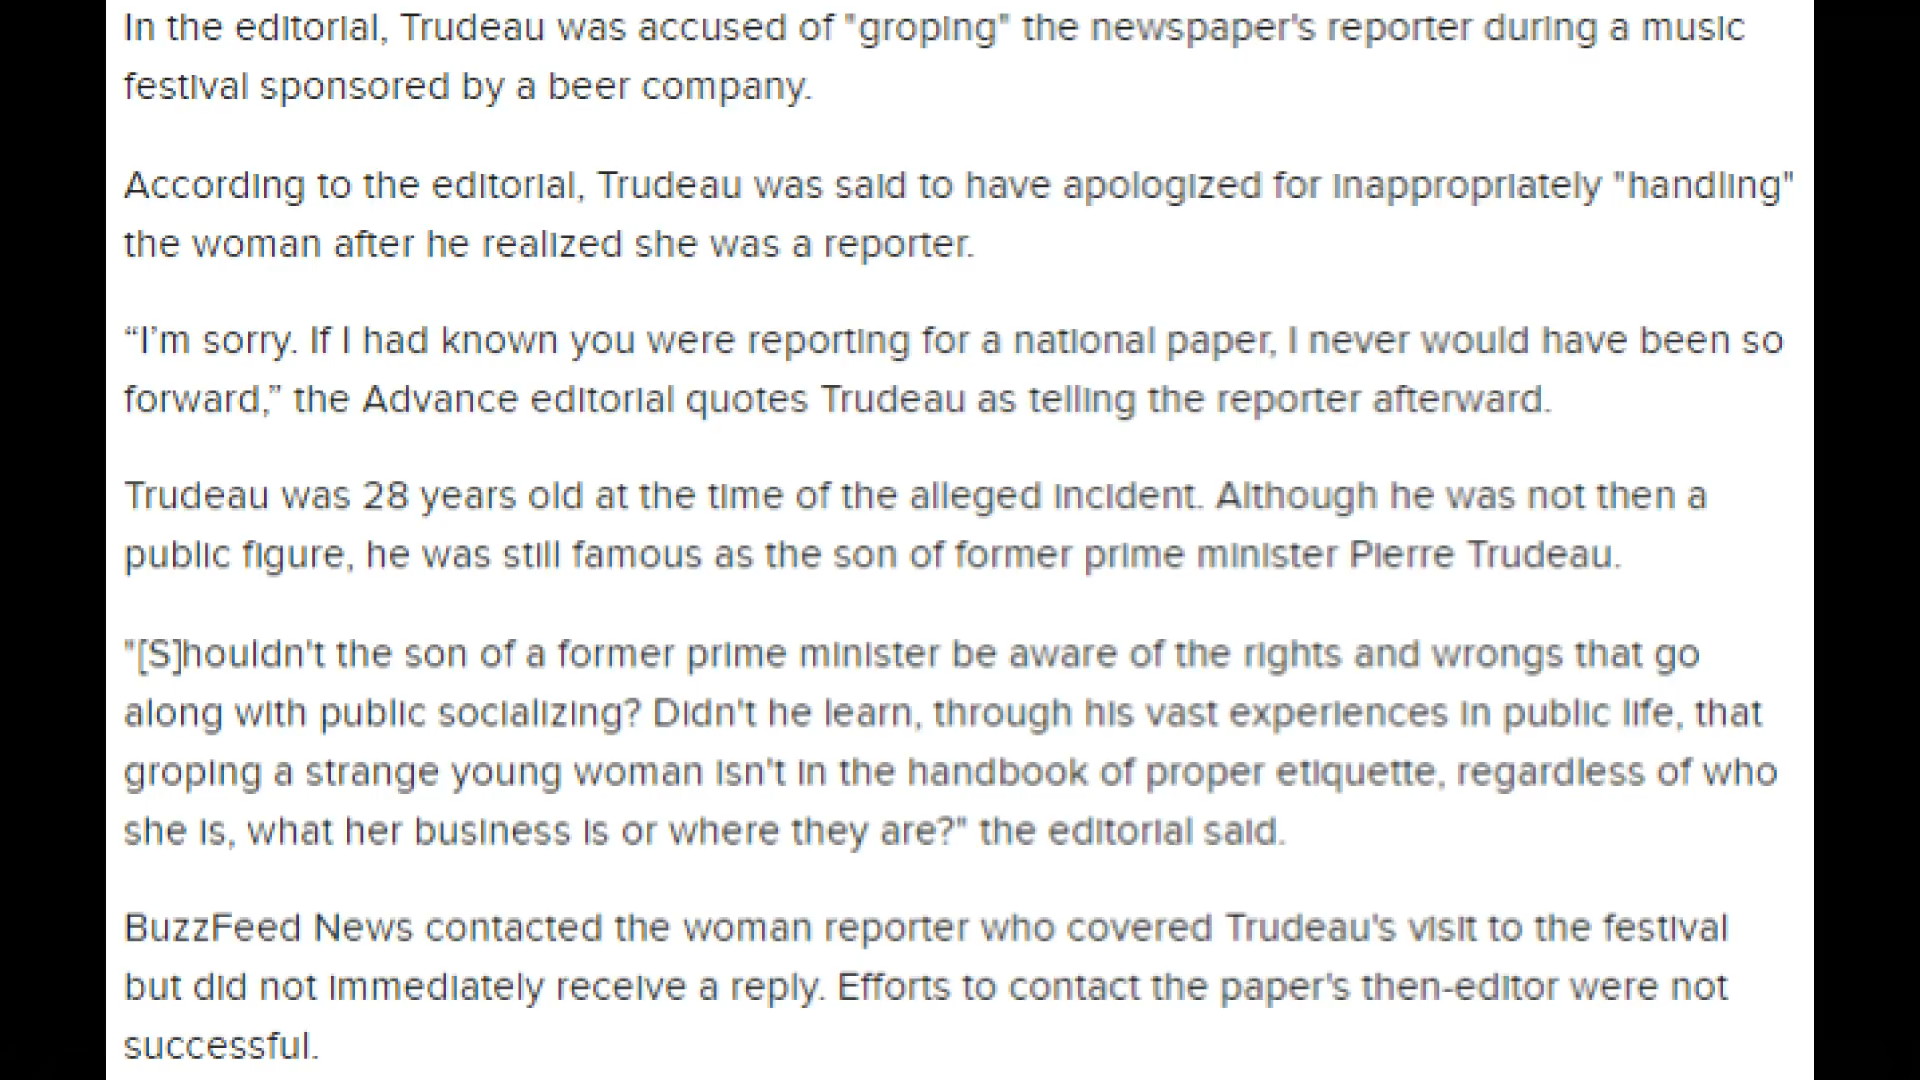 In the editorial, Trudeau was accused of "groping" the newspaper's reporter during a music
festival sponsored by a beer company.
According to the editorial, Trudeau was said to have apologized for inappropriately "handling"
the woman after he realized she was a reporter.
“I’m sorry. If I had known you were reporting for a national paper, I never would have been so
forward,” the Advance editorial quotes Trudeau as telling the reporter afterward.
Trudeau was 28 years old at the time of the alleged incident. Although he was not then a
public figure, he was still famous as the son of former prime minister Pierre Trudeau.
"[S]houldn't the son of a former prime minister be aware of the rights and wrongs that go
along with public socializing? Didn't he learn, through his vast experiences in public life, that
groping a strange young woman isn't in the handbook of proper etiquette, regardless of who
she is, what her business is or where they are?" the editorial said.
BuzzFeed News contacted the woman reporter who covered Trudeau's visit to the festival
but did not immediately receive a reply. Efforts to contact the paper's then-editor were not
successful.